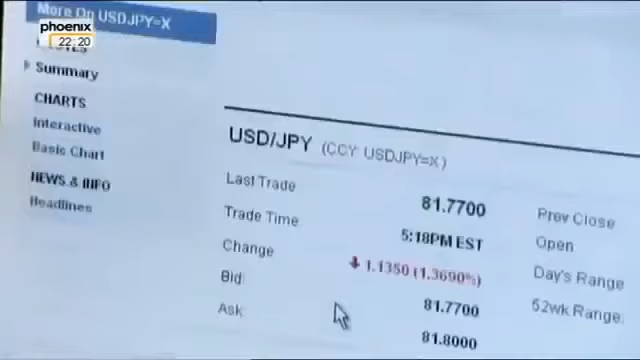 More On USDJPY=X
phoenix
22:20
Summary
CHARTS
Interactive
Basic Chart
NEWS & INFO
Headlines
USD/JPY (CCY: USDJPY=X)
Last Trade 81.7700 Prev Close
Trade Time 5:18PM EST Open
Change 1.1350 (1.3690%) Day's Range
Bid 81.7700 52wk Range:
Ask 81.8000